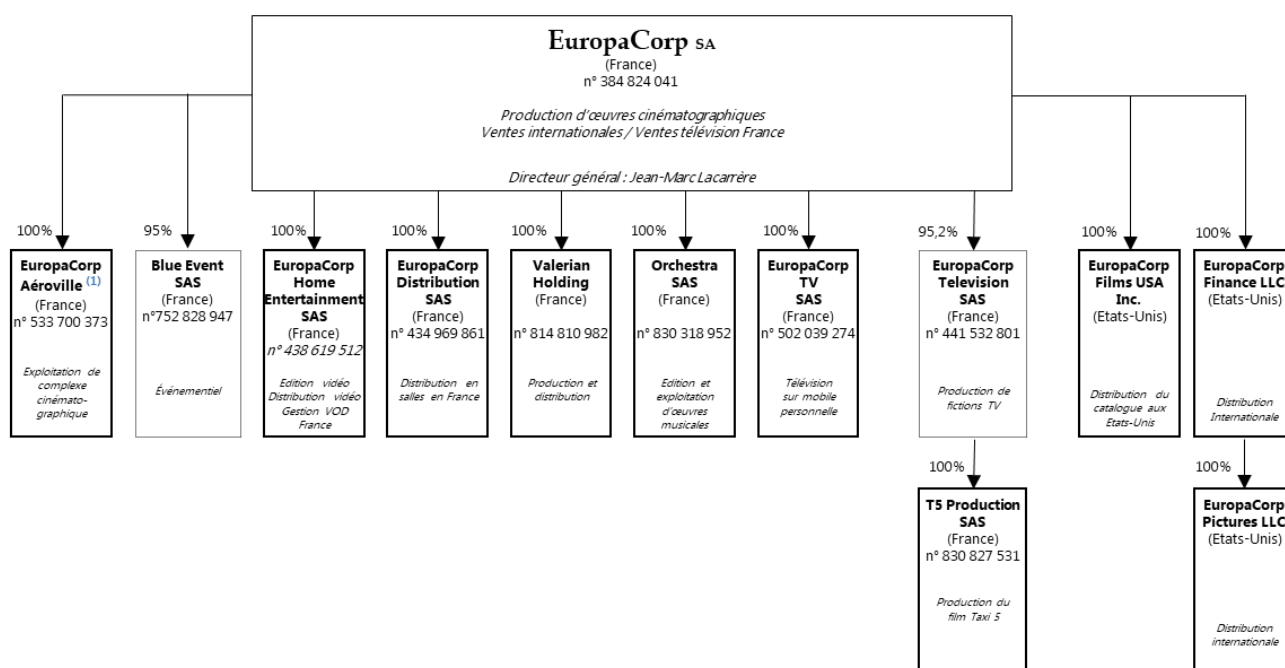 EuropaCorp SA
(France)
n° 384 824 041
Production d'œuvres cinématographiques
Ventes internationales / Ventes télévision France
Directeur général : Jean-Marc Lacarrère
100%
EuropaCorp
Aéroville (1)
(France)
n° 533 700 373
Exploitation de
complexe
cinémato-
graphique
95%
Blue Event
SAS
(France)
n°752 828 947
Événementiel
100%
EuropaCorp
Home
Entertainment
SAS
(France)
n° 438 619 512
Edition vidéo
Distribution vidéo
Gestion VOD
France
100%
EuropaCorp
Distribution
SAS
(France)
n° 434 969 861
Distribution en
salles en France
100%
Valerian
Holding
(France)
n° 814 810 982
Production et
distribution
100%
Orchestra
SAS
(France)
n° 830 318 952
Edition et
exploitation
d'œuvres
musicales
100%
EuropaCorp
TV
SAS
(France)
n° 502 039 274
Télévision
sur mobile
personnelle
95,2%
EuropaCorp
Television
SAS
(France)
n° 441 532 801
Production de
fictions TV
100%
EuropaCorp
Films USA
Inc.
(Etats-Unis)
Distribution du
catalogue aux
Etats-Unis
100%
EuropaCorp
Finance LLC
(Etats-Unis)
Distribution
Internationale
100%
T5 Production
SAS
(France)
n° 830 827 531
Production du
film Taxi 5
100%
EuropaCorp
Pictures LLC
(Etats-Unis)
Distribution
internationale